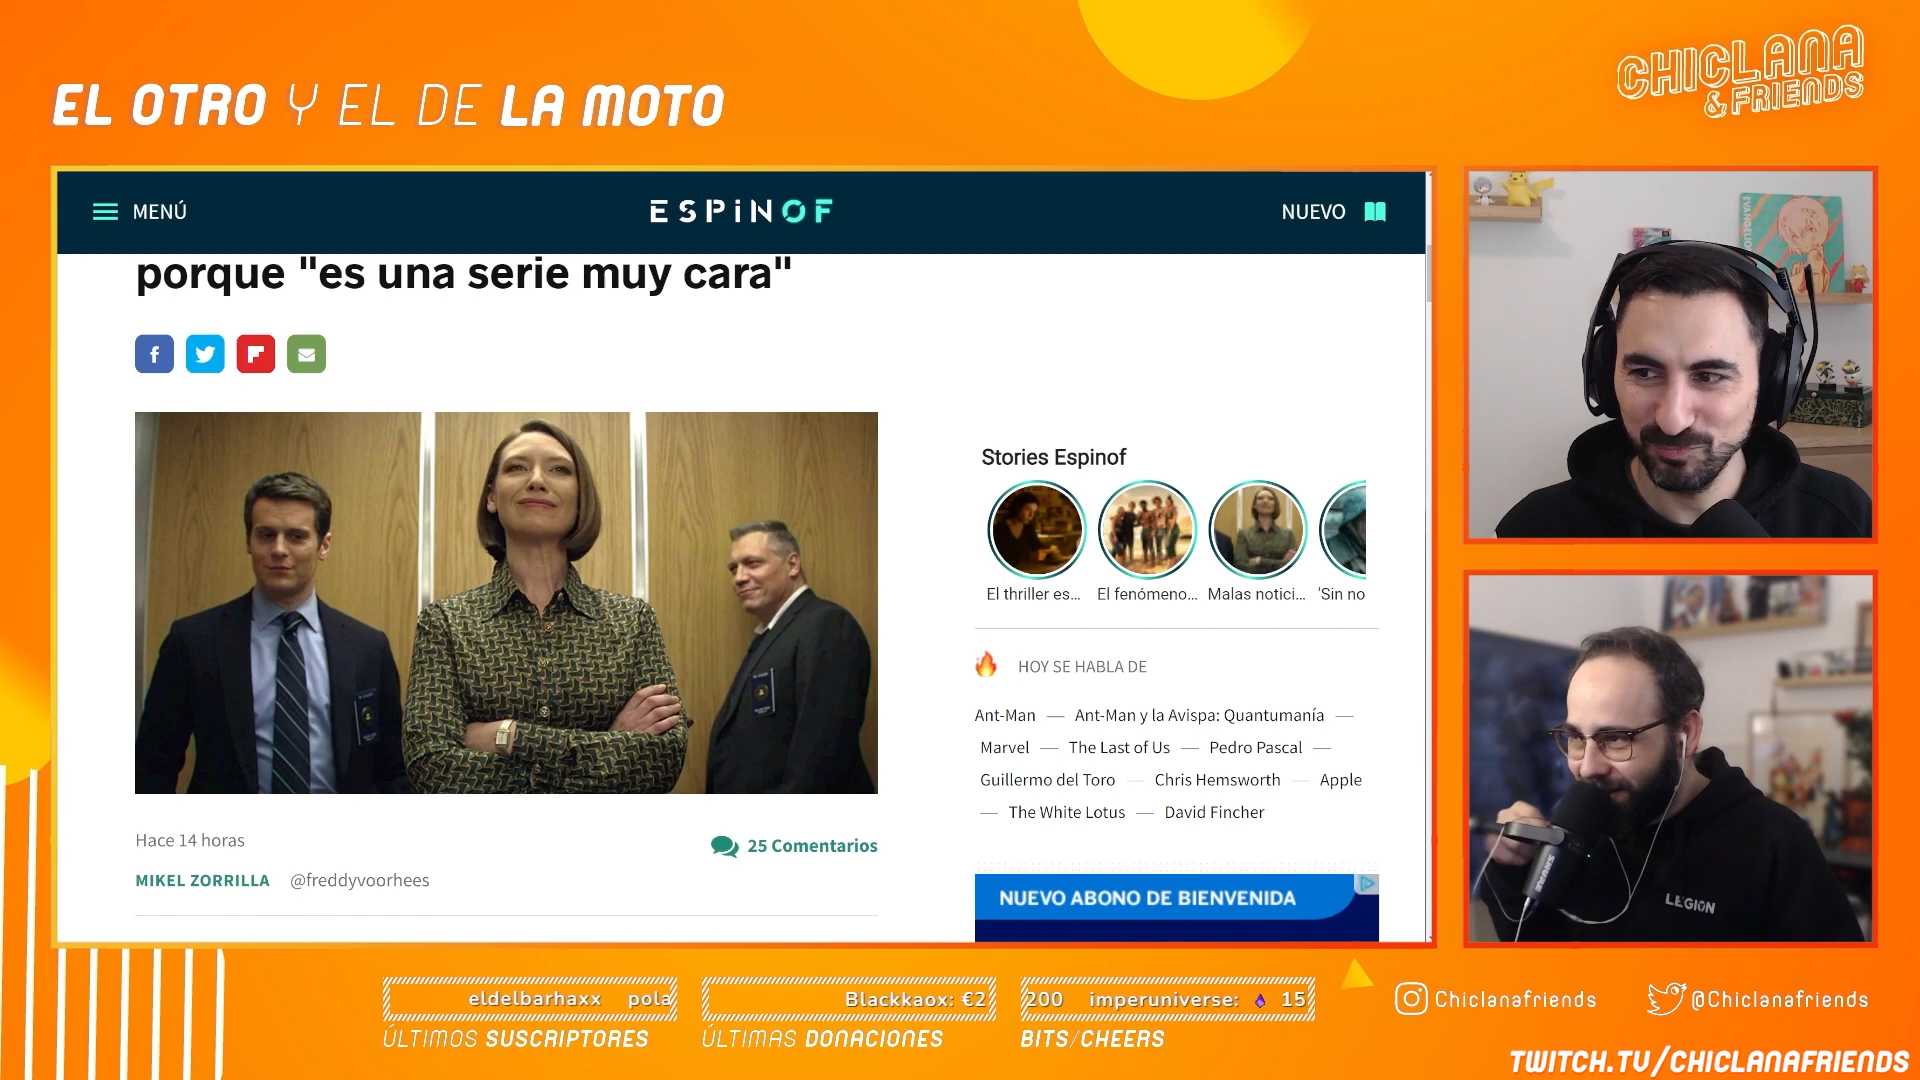 EL OTRO Y EL DE LA MOTO
CHICLANA
& FRIENDS
MENÚ
ESPINOF
NUEVO
porque "es una serie muy cara"
Stories Espinof
El thriller es...
El fenómeno...
Malas notici...
'Sin no
HOY SE HABLA DE
Ant-Man — Ant-Man y la Avispa: Quantumanía —
Marvel — The Last of Us — Pedro Pascal —
Guillermo del Toro — Chris Hemsworth — Apple
— The White Lotus — David Fincher
Hace 14 horas
25 Comentarios
MIKEL ZORRILLA @freddyvoorhees
NUEVO ABONO DE BIENVENIDA
EVANGELION
SHURE
LEGION
eldelbarhaxx pola
ÚLTIMOS SUSCRIPTORES
Blackkaox: €2
ÚLTIMAS DONACIONES
200 imperuniverse: 15
BITS/CHEERS
Chiclanafriends
@Chiclanafriends
TWITCH.TV/CHICLANAFRIENDS